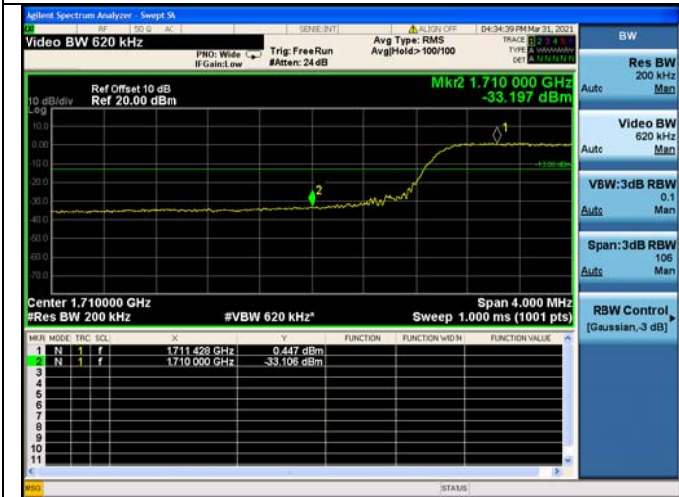 Agilent Spectrum Analyzer - Swept SA
RF 50 Ω AC SENSE:INT ALIGN OFF 04:34:39 PM Mar 31, 2021
Video BW 620 kHz
PNO: Wide Trig: Free Run Avg Type: RMS TRACE 1 2 3 4 5 6
IFGain:Low #Atten: 24 dB Avg|Hold:>100/100 TYPE A
DET A N N N N N
Ref Offset 10 dB Mkr2 1.710 000 GHz
10 dB/div Ref 20.00 dBm -33.197 dBm
Log
10.0
0.00
-10.0
-13.00 dBm
-20.0
-30.0
-40.0
-50.0
-60.0
-70.0
1
2
Center 1.710000 GHz Span 4.000 MHz
#Res BW 200 kHz #VBW 620 kHz* Sweep 1.000 ms (1001 pts)
MKR MODE TRC SCL X Y FUNCTION FUNCTION WIDTH FUNCTION VALUE
1 N 1 f 1.711 428 GHz 0.447 dBm
2 N 1 f 1.710 000 GHz -33.106 dBm
3
4
5
6
7
8
9
10
11
MSG STATUS
BW
Res BW
200 kHz
Auto Man
Video BW
620 kHz
Auto Man
VBW:3dB RBW
0.1
Auto Man
Span:3dB RBW
106
Auto Man
RBW Control
[Gaussian,-3 dB]